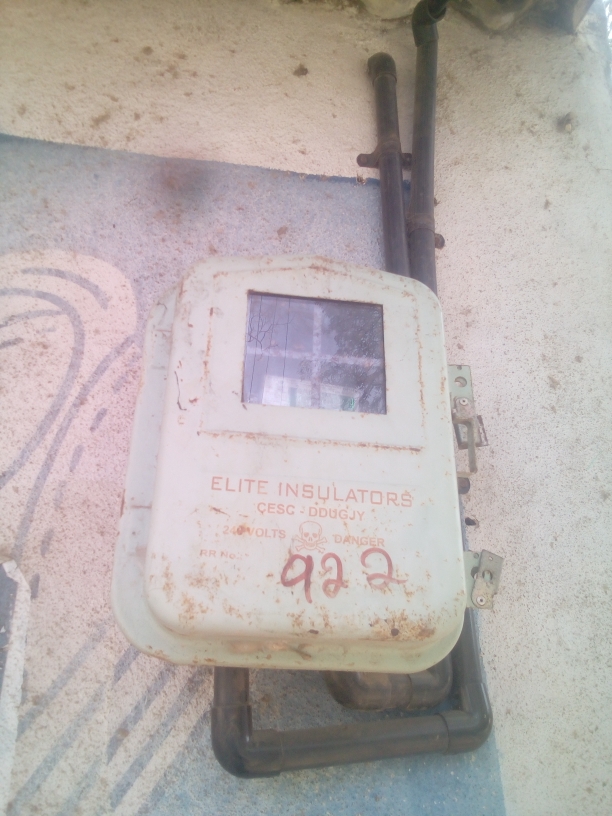 ELITE INSULATORS
CESC - DDUGJY
240 VOLTS DANGER
RR No.
922